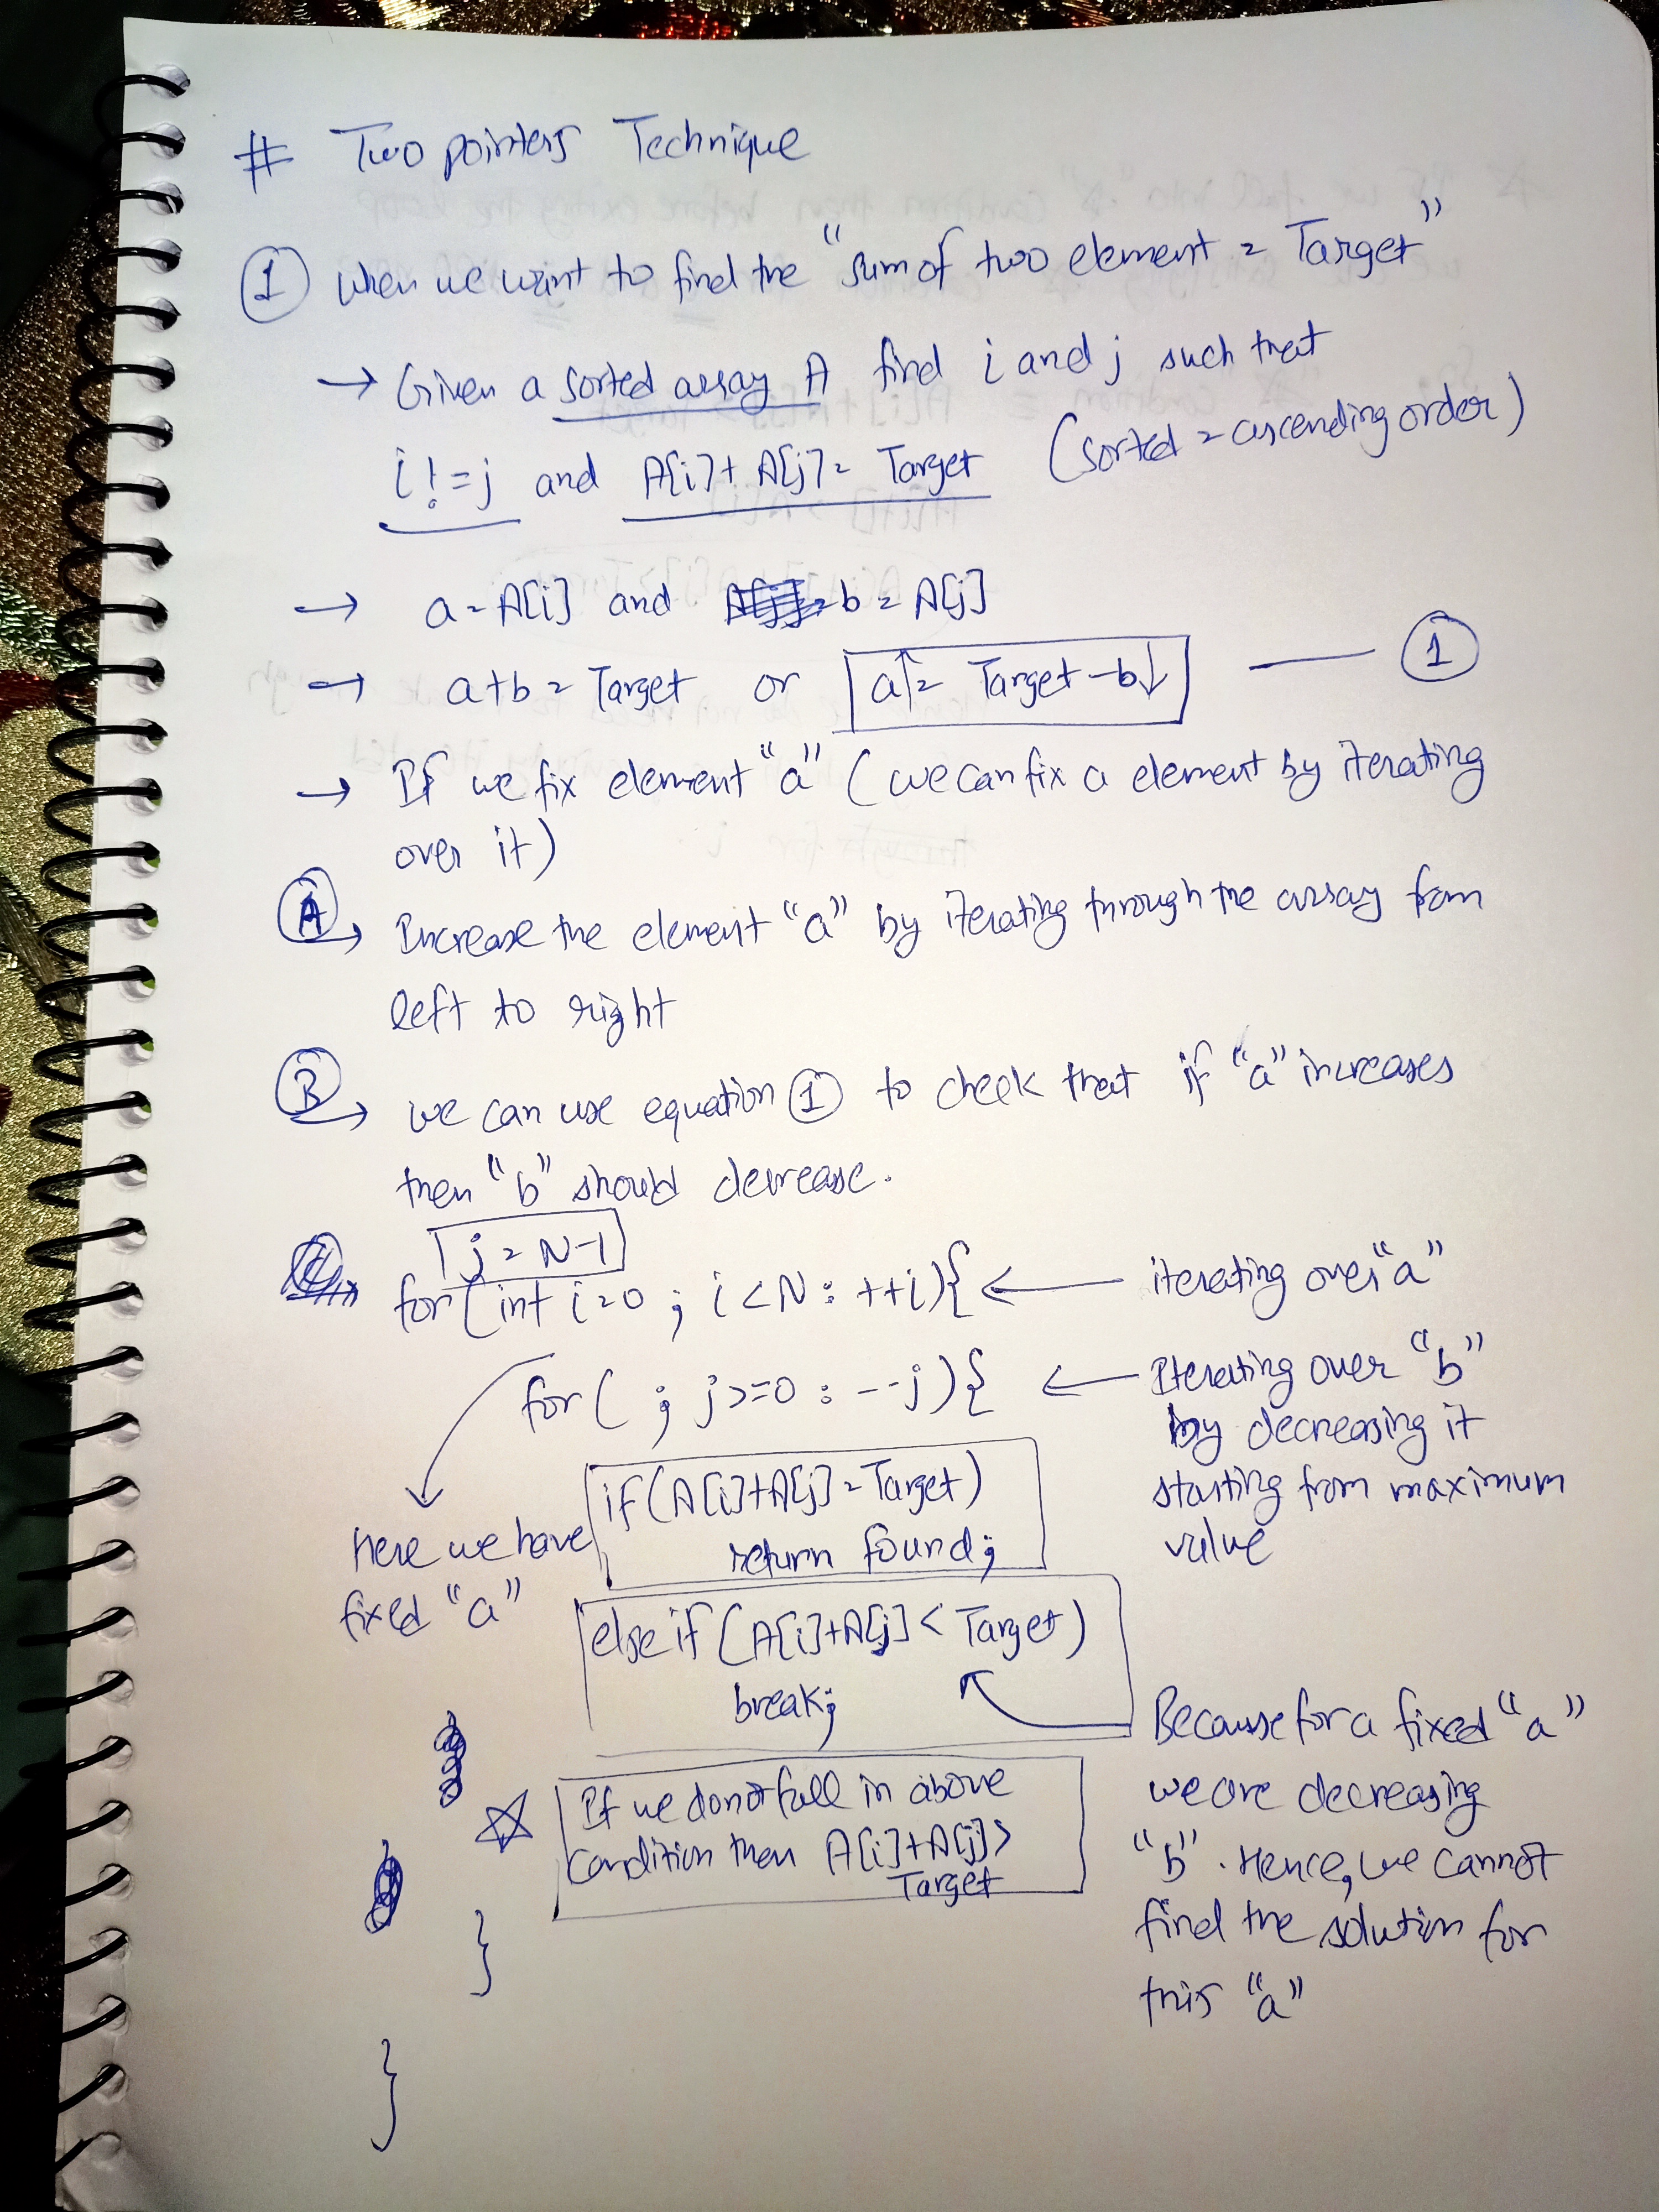 # Two pointers Technique
① when we want to find the "sum of two element = Target"
→ Given a sorted array A find i and j such that
i != j and A[i] + A[j] = Target (sorted = ascending order)
→ a = A[i] and b = A[j]
→ a+b = Target or a↑ = Target - b↓ — ①
→ If we fix element "a" (we can fix a element by iterating
over it)
Ⓐ → Increase the element "a" by iterating through the array from
left to right
Ⓑ → we can use equation ① to check that if "a" increases
then "b" should decrease.
j = N-1
for(int i=0 ; i<N : ++i){ ← iterating over "a"
for( ; j>=0 : --j){ ← Iterating over "b"
by decreasing it
starting from maximum
value
Here we have
fixed "a"
if(A[i]+A[j] = Target)
return found;
else if (A[i]+A[j] < Target)
break;
Because for a fixed "a"
we are decreasing
"b". Hence, we cannot
find the solution for
this "a"
☆ If we donot fall in above
condition then A[i]+A[j]>
Target
}
}